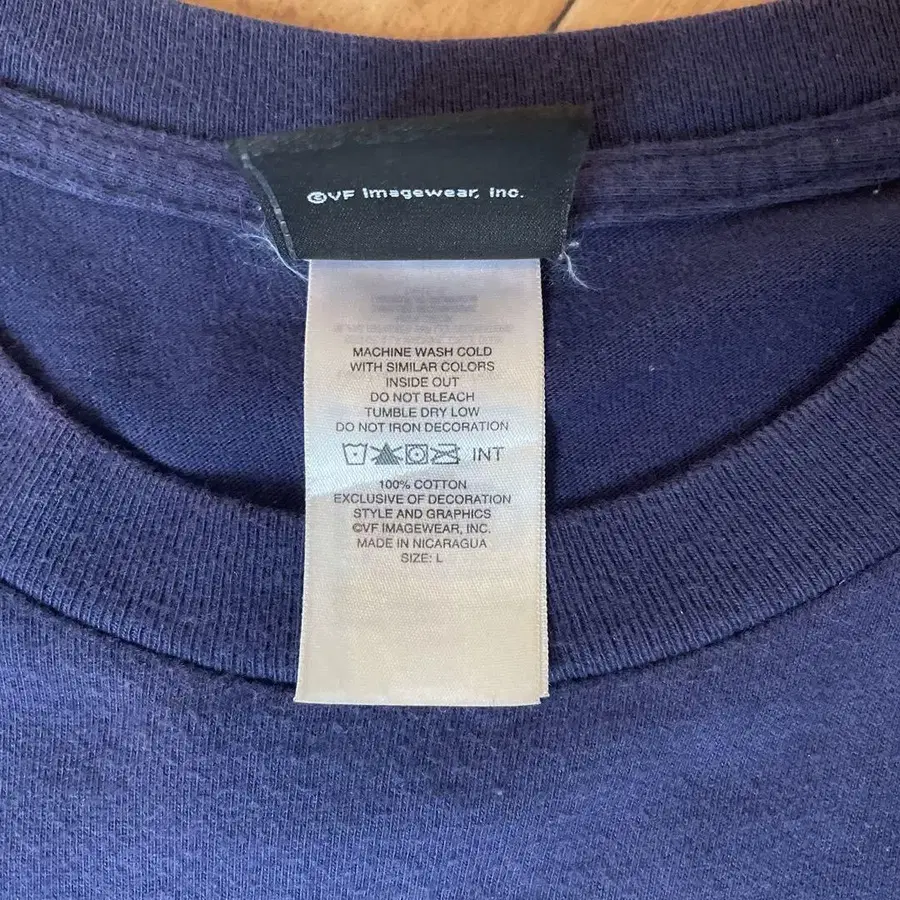 ©VF Imagewear, Inc.
MACHINE WASH COLD
WITH SIMILAR COLORS
INSIDE OUT
DO NOT BLEACH
TUMBLE DRY LOW
DO NOT IRON DECORATION
INT
100% COTTON
EXCLUSIVE OF DECORATION
STYLE AND GRAPHICS
©VF IMAGEWEAR, INC.
MADE IN NICARAGUA
SIZE: L